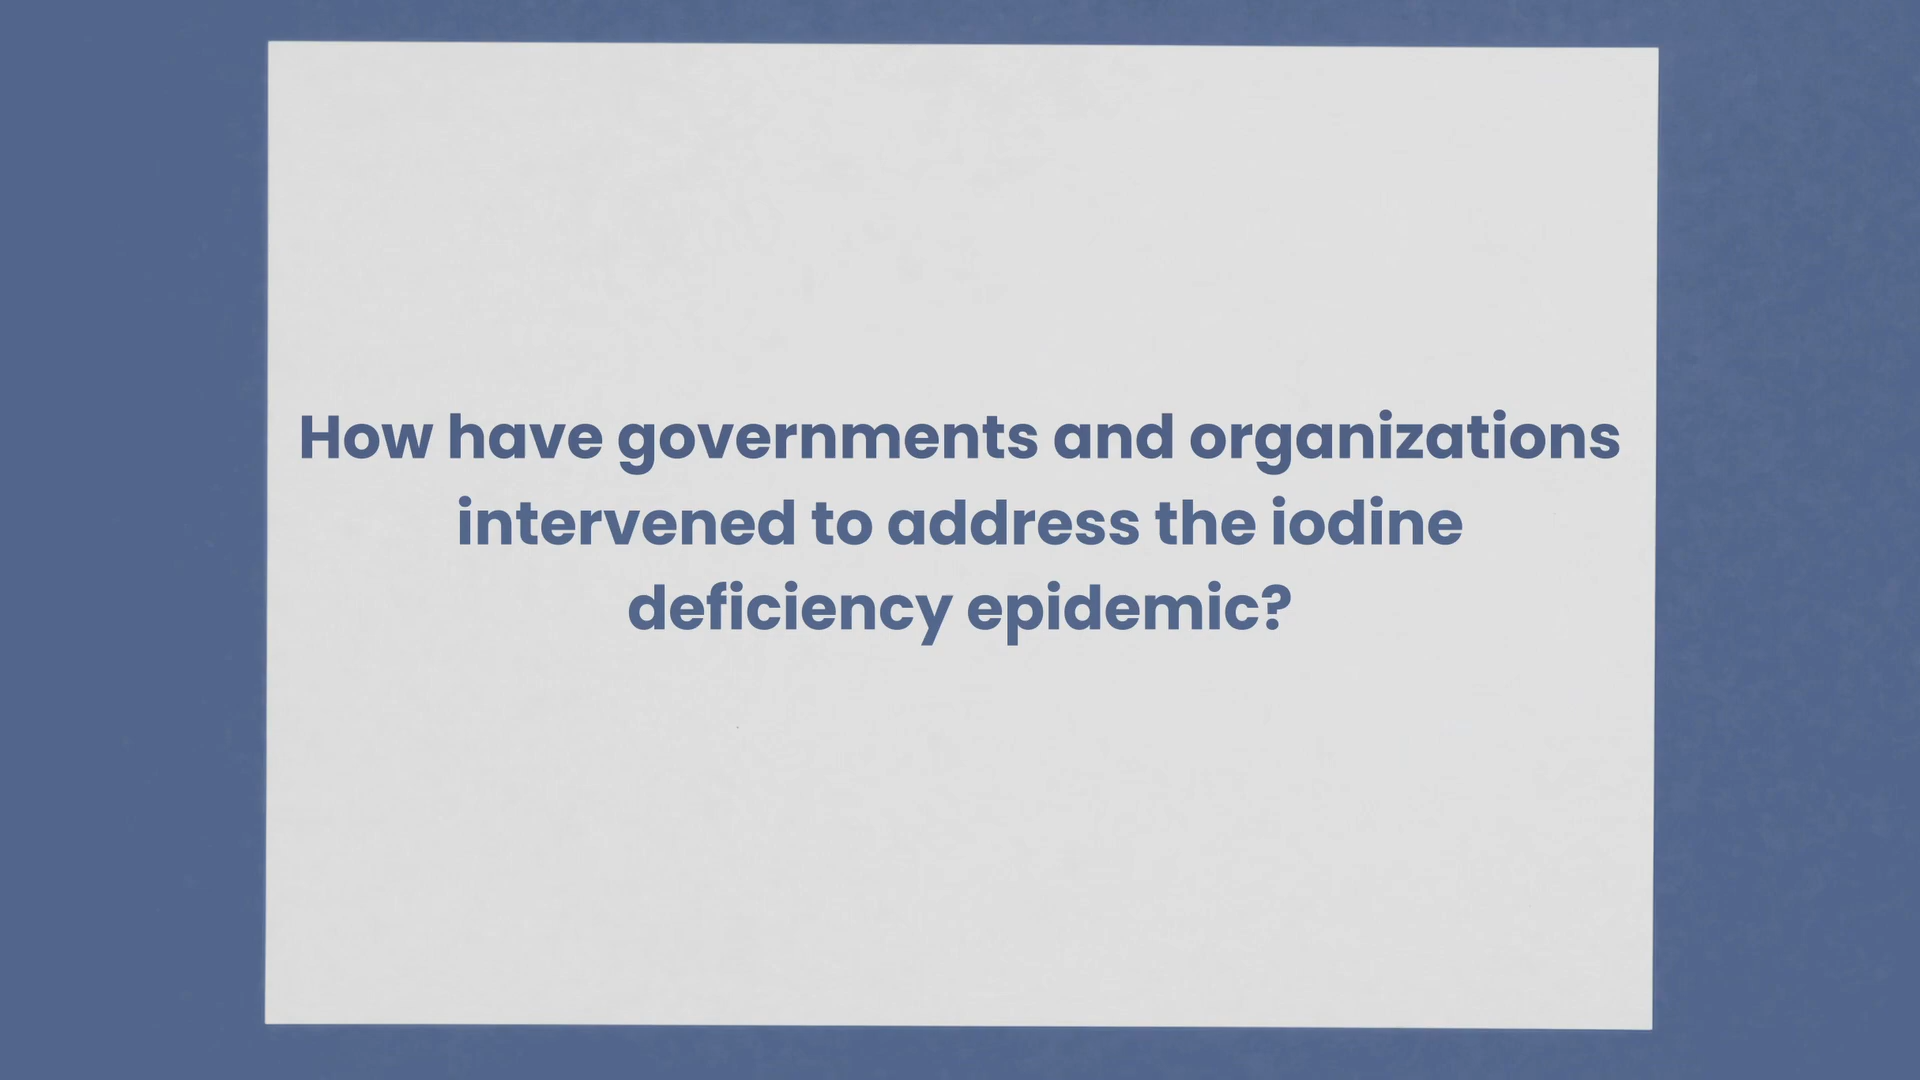 How have governments and organizations
intervened to address the iodine
deficiency epidemic?